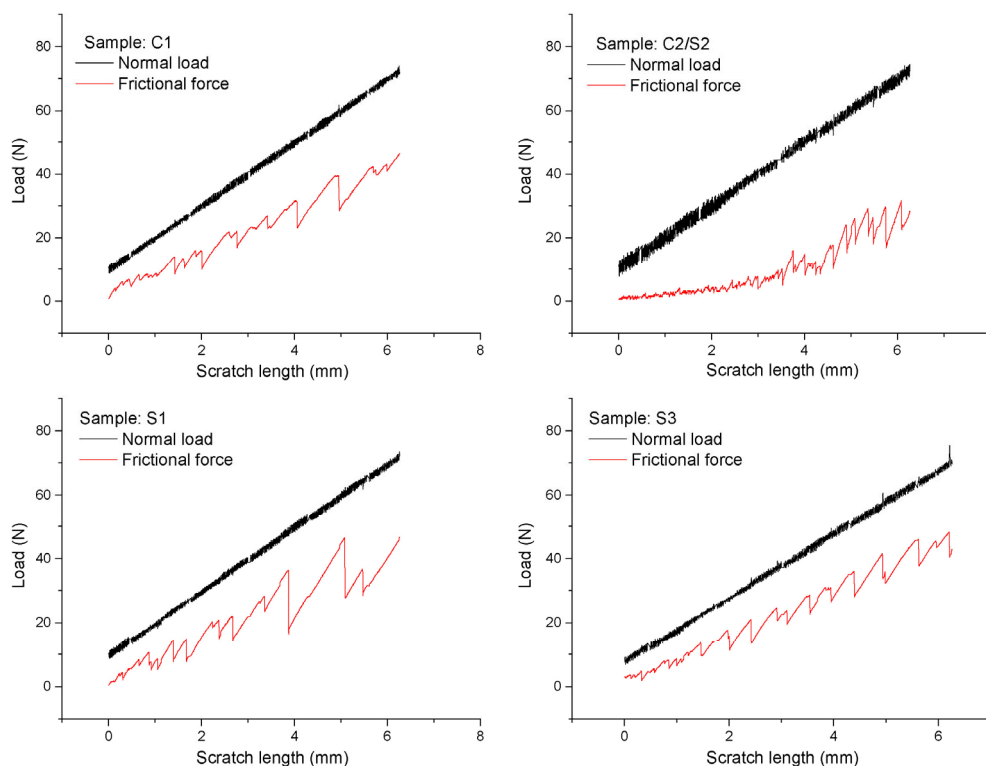 Sample: C1
Normal load
Frictional force
80
60
40
20
0
Load (N)
0 2 4 6 8
Scratch length (mm)
Sample: C2/S2
Normal load
Frictional force
80
60
40
20
0
Load (N)
0 2 4 6
Scratch length (mm)
Sample: S1
Normal load
Frictional force
80
60
40
20
0
Load (N)
0 2 4 6 8
Scratch length (mm)
Sample: S3
Normal load
Frictional force
80
60
40
20
0
Load (N)
0 2 4 6
Scratch length (mm)